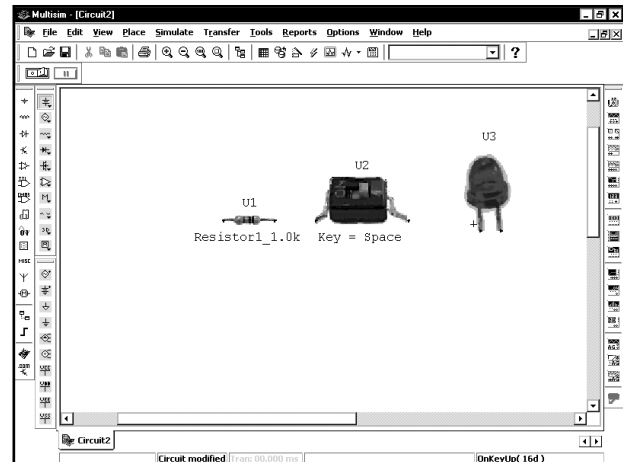 Multisim - [Circuit2]
File Edit View Place Simulate Transfer Tools Reports Options Window Help
U3
U2
U1
Resistor1_1.0k Key = Space
+
MISC
Circuit2
Circuit modified Tran: 00.000 ms OnKeyUp( 16d )